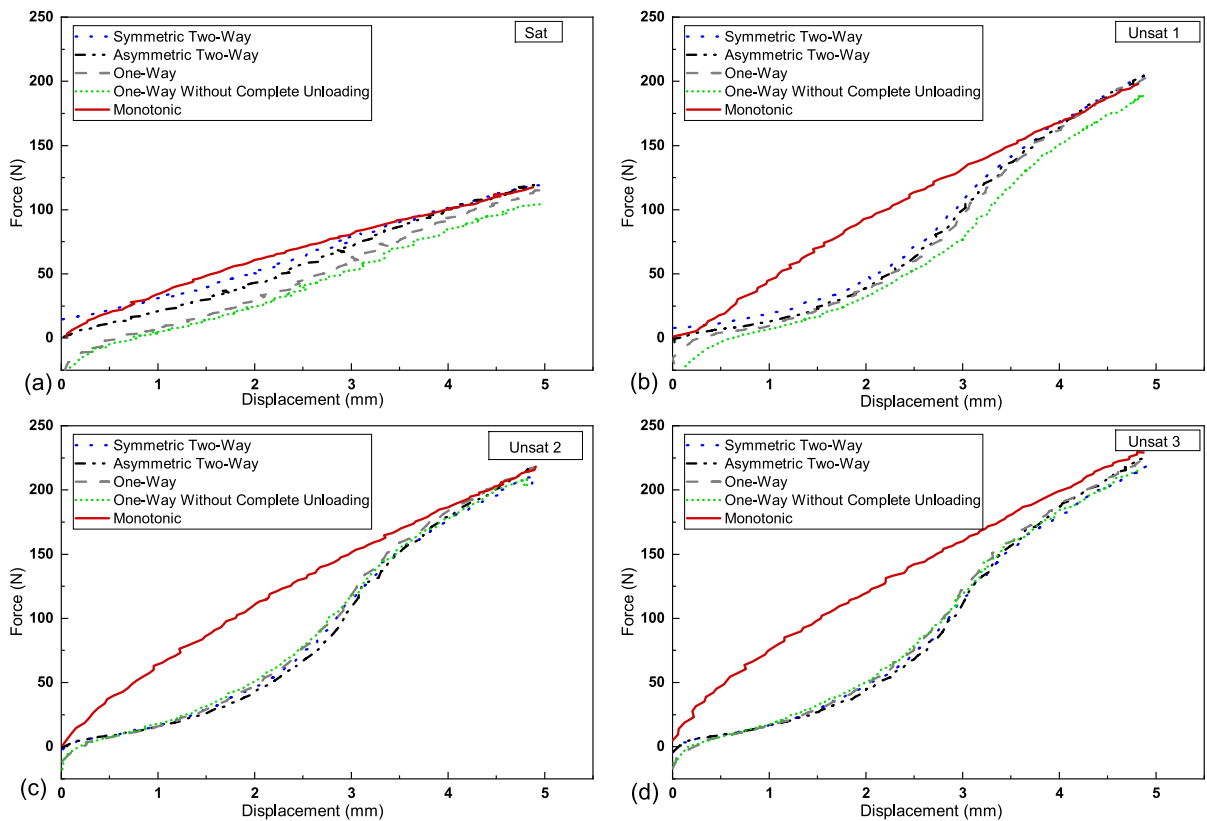 250
200
150
100
50
0
Force (N)
Symmetric Two-Way
Asymmetric Two-Way
One-Way
One-Way Without Complete Unloading
Monotonic
Sat
0 1 2 3 4 5
Displacement (mm)
(a)
250
200
150
100
50
0
Force (N)
Symmetric Two-Way
Asymmetric Two-Way
One-Way
One-Way Without Complete Unloading
Monotonic
Unsat 1
0 1 2 3 4 5
Displacement (mm)
(b)
250
200
150
100
50
0
Force (N)
Symmetric Two-Way
Asymmetric Two-Way
One-Way
One-Way Without Complete Unloading
Monotonic
Unsat 2
0 1 2 3 4 5
Displacement (mm)
(c)
250
200
150
100
50
0
Force (N)
Symmetric Two-Way
Asymmetric Two-Way
One-Way
One-Way Without Complete Unloading
Monotonic
Unsat 3
0 1 2 3 4 5
Displacement (mm)
(d)